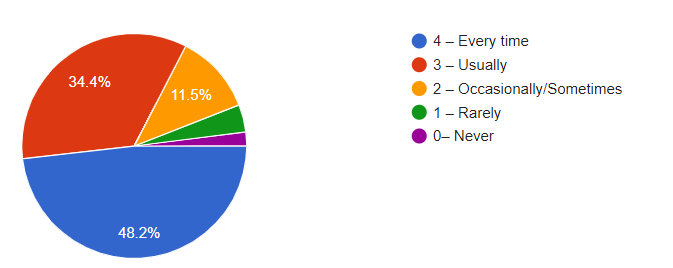 34.4%
11.5%
48.2%
4 – Every time
3 – Usually
2 – Occasionally/Sometimes
1 – Rarely
0– Never